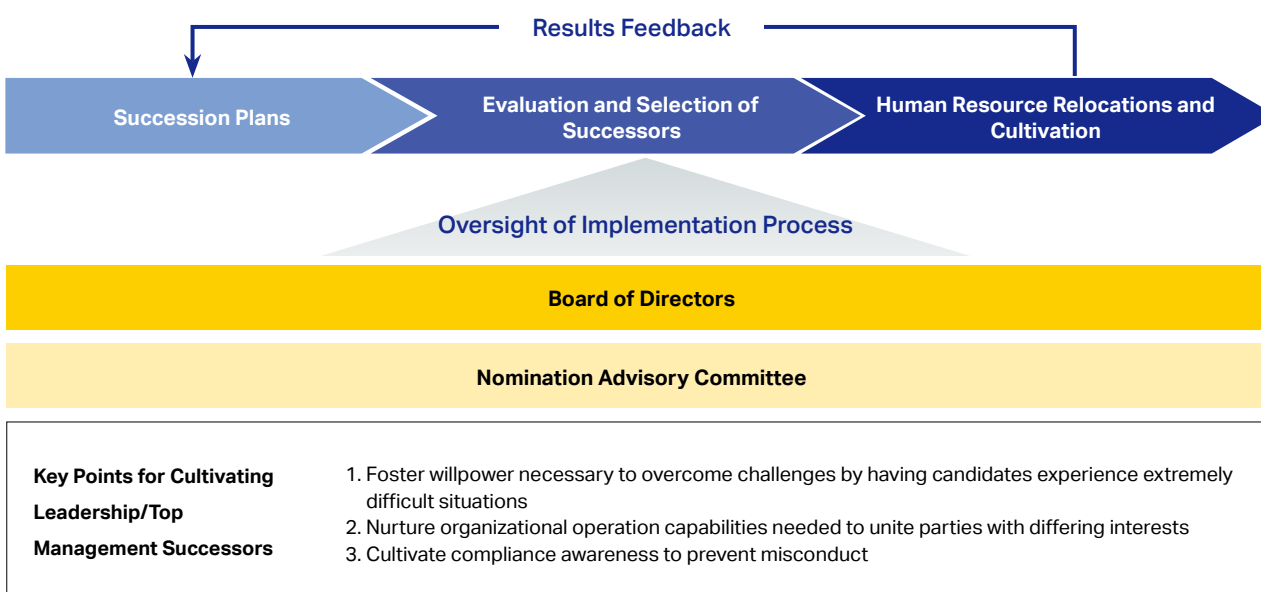 Results Feedback
Succession Plans
Evaluation and Selection of
Successors
Human Resource Relocations and
Cultivation
Oversight of Implementation Process
Board of Directors
Nomination Advisory Committee
Key Points for Cultivating
Leadership/Top
Management Successors
1. Foster willpower necessary to overcome challenges by having candidates experience extremely
difficult situations
2. Nurture organizational operation capabilities needed to unite parties with differing interests
3. Cultivate compliance awareness to prevent misconduct